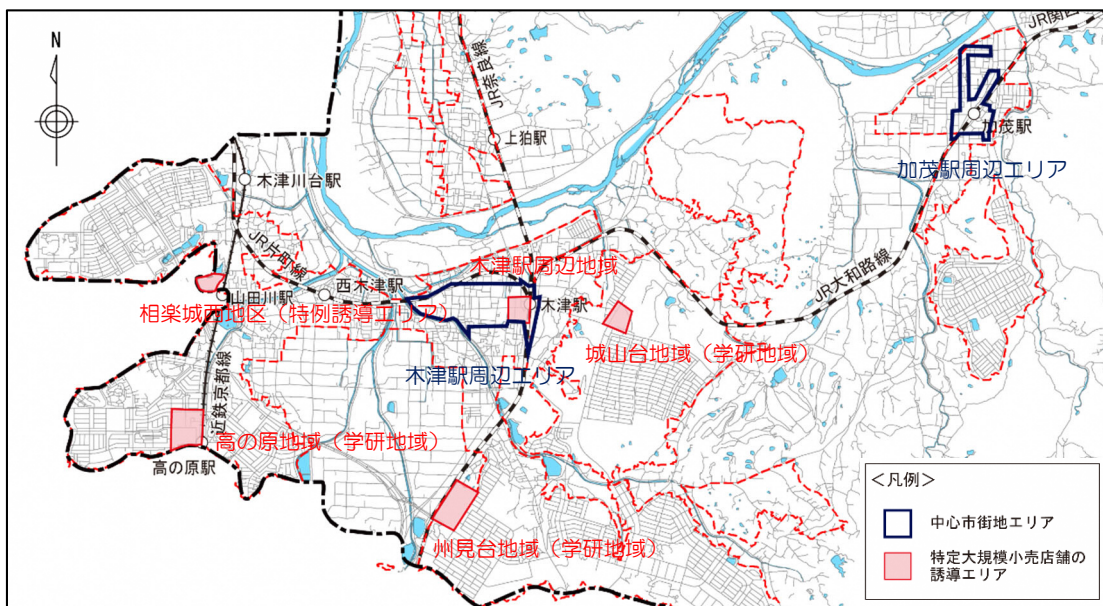 N
JR関西
JR奈良線
上狛駅
加茂駅
加茂駅周辺エリア
木津川台駅
JR片町線
西木津駅
木津駅周辺地域
JR大和路線
山田川駅
木津駅
相楽城西地区（特例誘導エリア）
城山台地域（学研地域）
木津駅周辺エリア
近鉄京都線
高の原地域（学研地域）
高の原駅
州見台地域（学研地域）
＜凡例＞
中心市街地エリア
特定大規模小売店舗の
誘導エリア